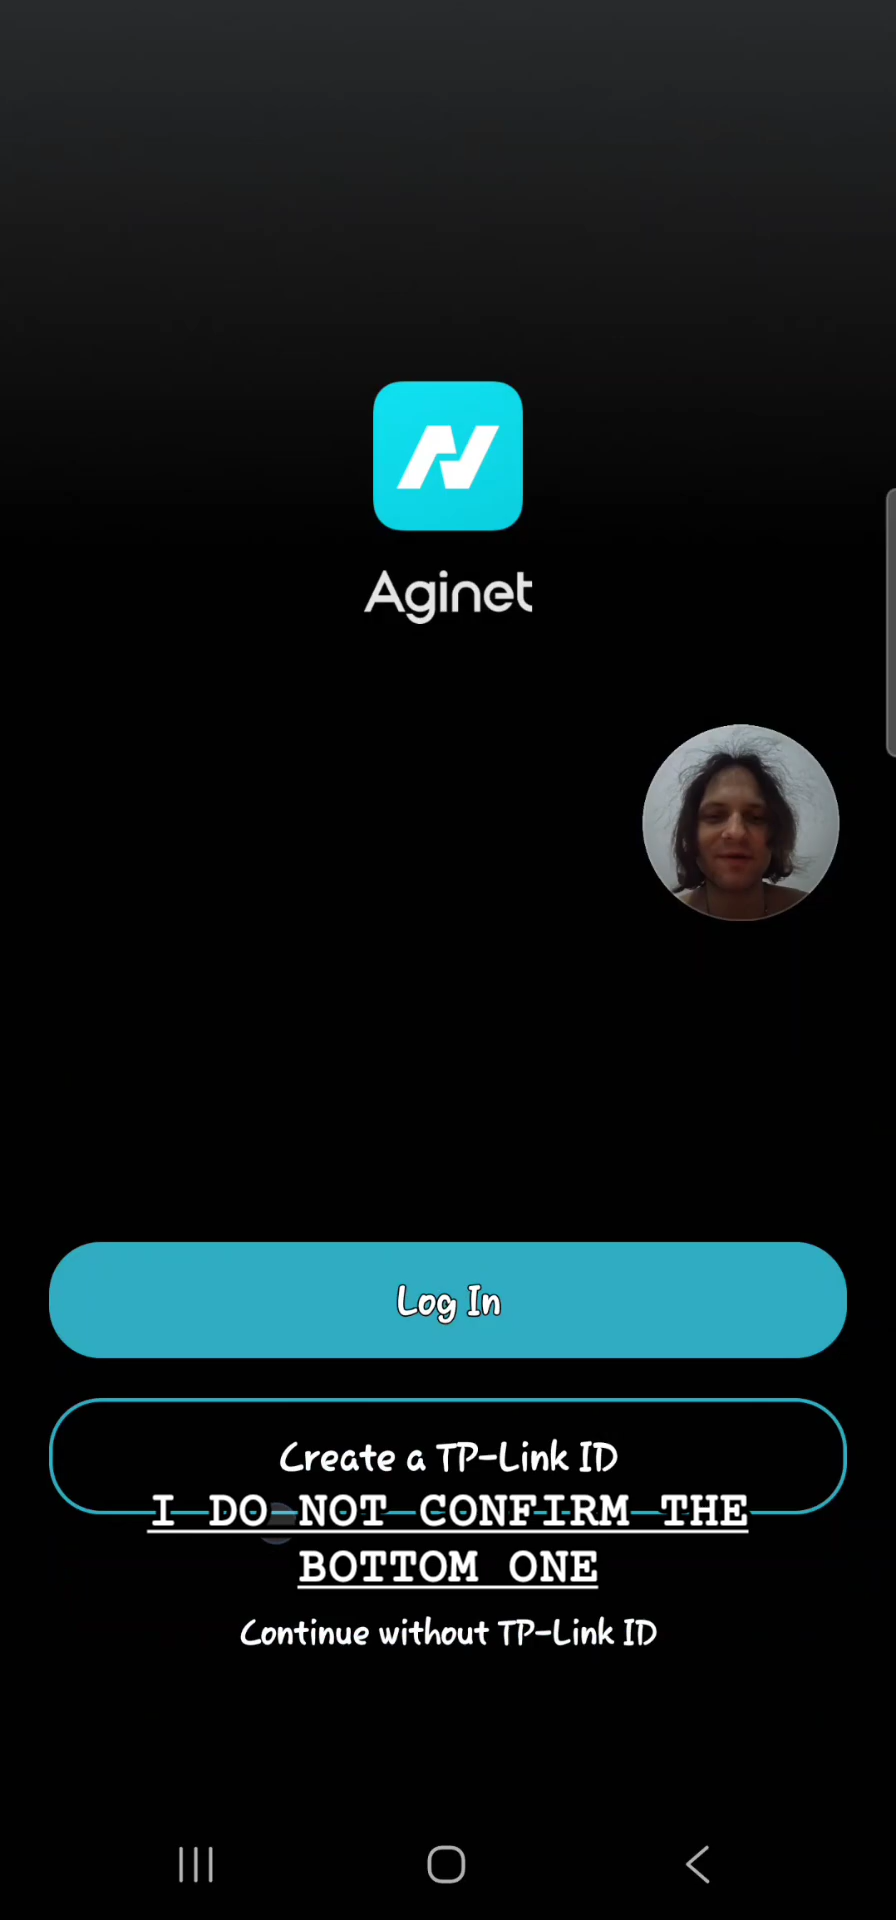 Aginet
Log In
Create a TP-Link ID
I DO NOT CONFIRM THE
BOTTOM ONE
Continue without TP-Link ID